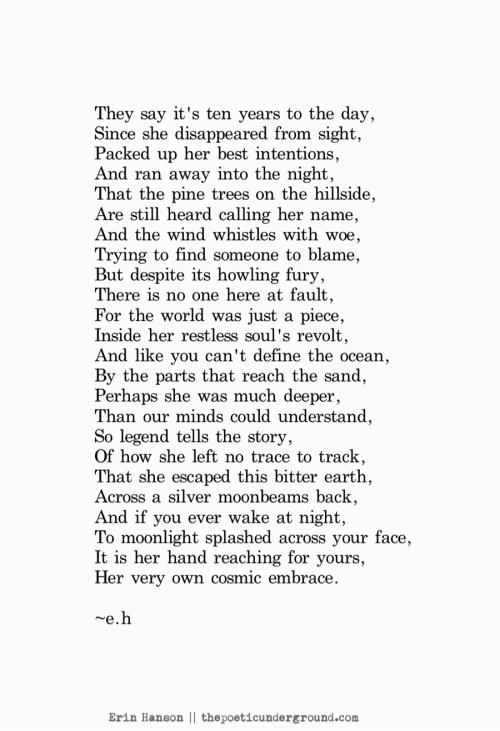 They say it's ten years to the day,
Since she disappeared from sight,
Packed up her best intentions,
And ran away into the night,
That the pine trees on the hillside,
Are still heard calling her name,
And the wind whistles with woe,
Trying to find someone to blame,
But despite its howling fury,
There is no one here at fault,
For the world was just a piece,
Inside her restless soul's revolt,
And like you can't define the ocean,
By the parts that reach the sand,
Perhaps she was much deeper,
Than our minds could understand,
So legend tells the story,
Of how she left no trace to track,
That she escaped this bitter earth,
Across a silver moonbeams back,
And if you ever wake at night,
To moonlight splashed across your face,
It is her hand reaching for yours,
Her very own cosmic embrace.
~e.h
Erin Hanson || thepoeticunderground.com